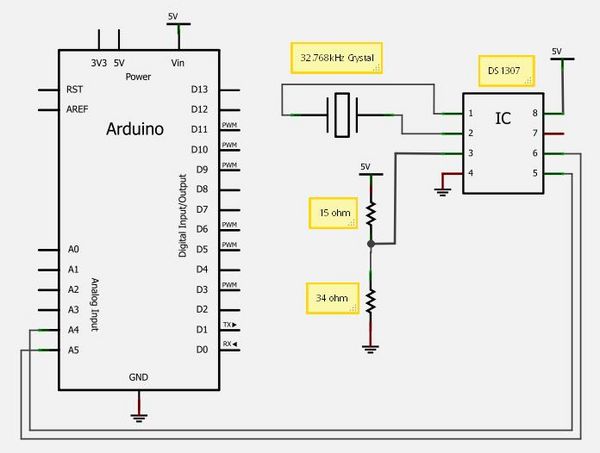 5V
3V3 5V Vin
Power
RST
AREF
Arduino
D13
D12
PWM D11
PWM D10
PWM D9
D8
D7
PWM D6
PWM D5
D4
PWM D3
D2
TX▶ D1
RX◀ D0
Digital Input/Output
A0
A1
A2
A3
A4
A5
Analog Input
GND
32.768kHz Crystal
DS1307
5V
IC
1
2
3
4
8
7
6
5
5V
15 ohm
34 ohm